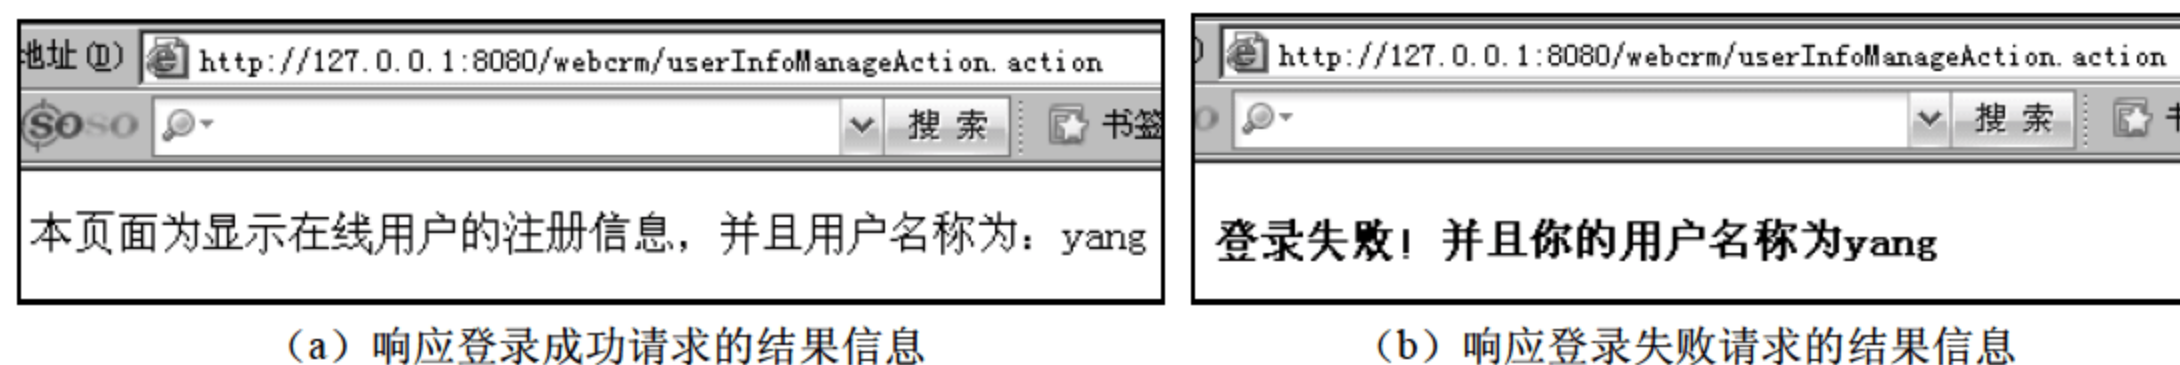 地址(D) http://127.0.0.1:8080/webcrm/userInfoManageAction.action
SOSO 搜索 书签
本页面为显示在线用户的注册信息，并且用户名称为：yang
（a）响应登录成功请求的结果信息
) http://127.0.0.1:8080/webcrm/userInfoManageAction.action
搜索
登录失败！并且你的用户名称为yang
（b）响应登录失败请求的结果信息